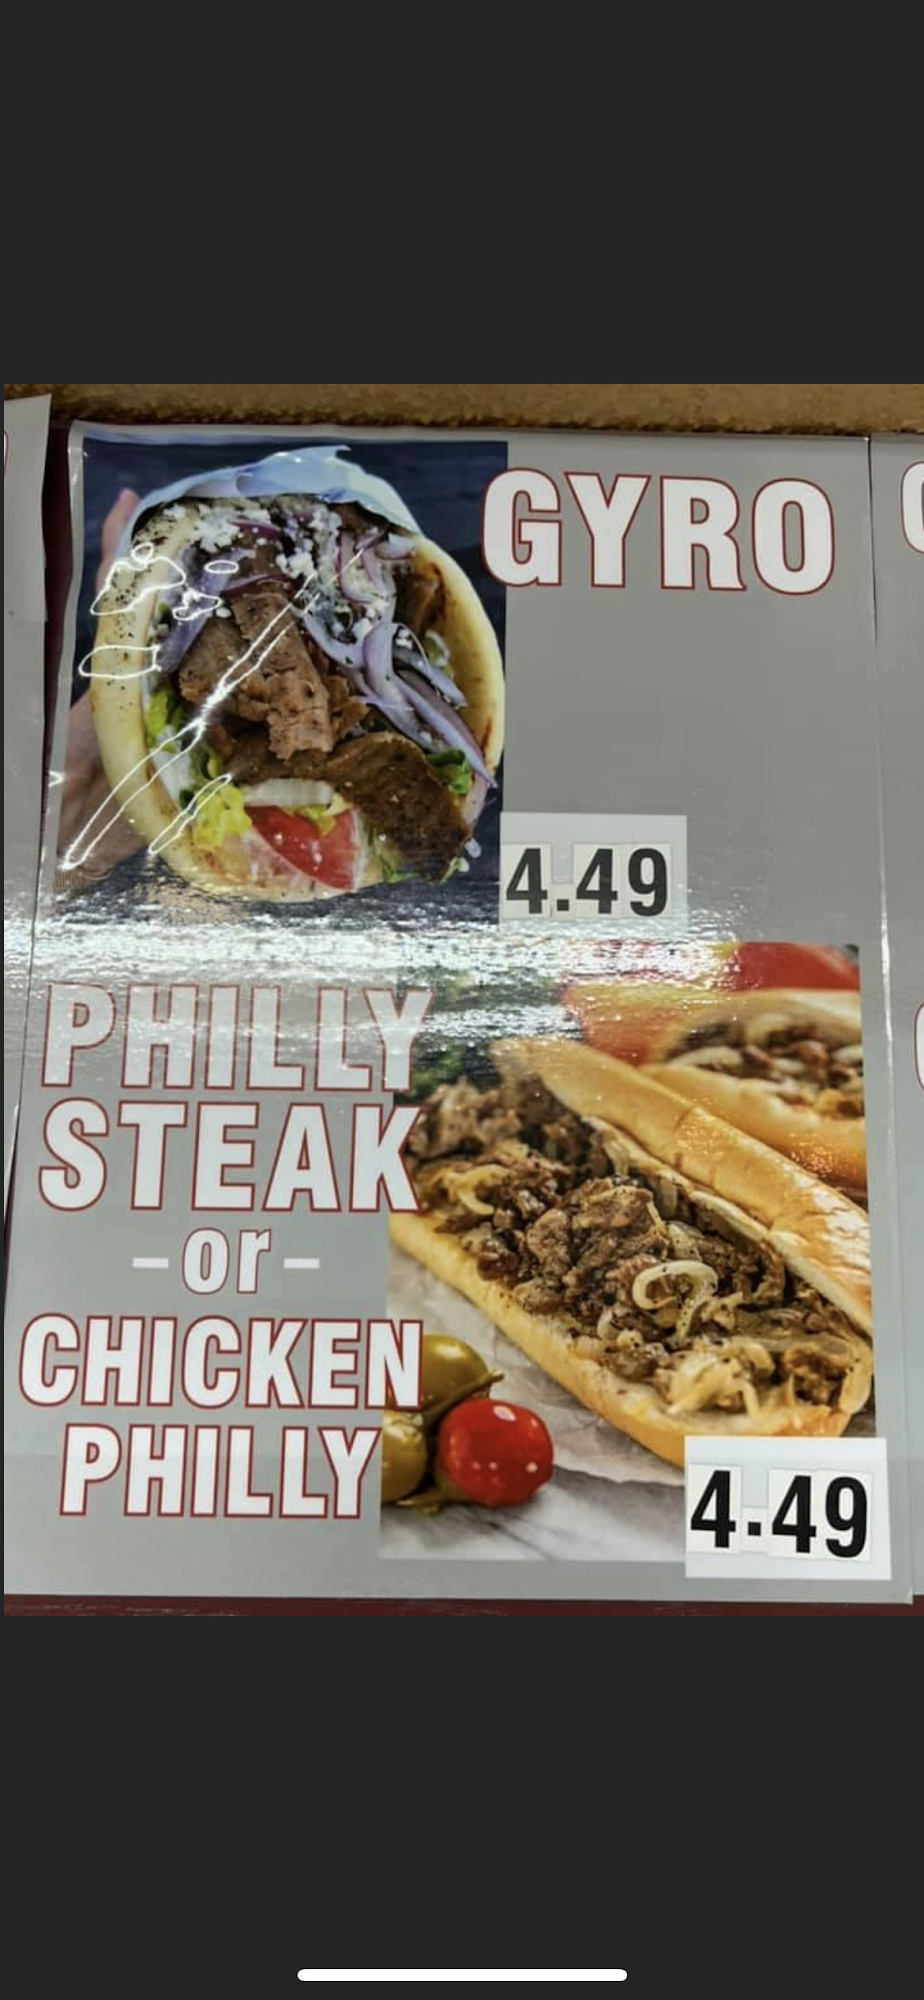 GYRO
4.49
PHILLY
STEAK
-or-
CHICKEN
PHILLY
4.49